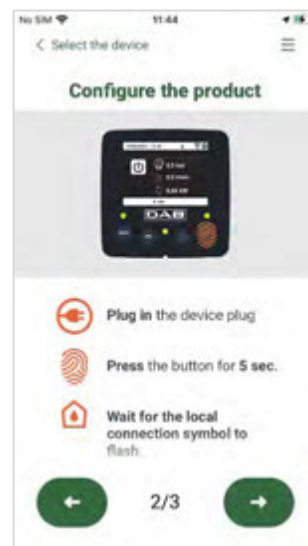 No SIM 11:44
Select the device
Configure the product
DAB
Plug in the device plug
Press the button for 5 sec.
Wait for the local
connection symbol to
flash.
2/3